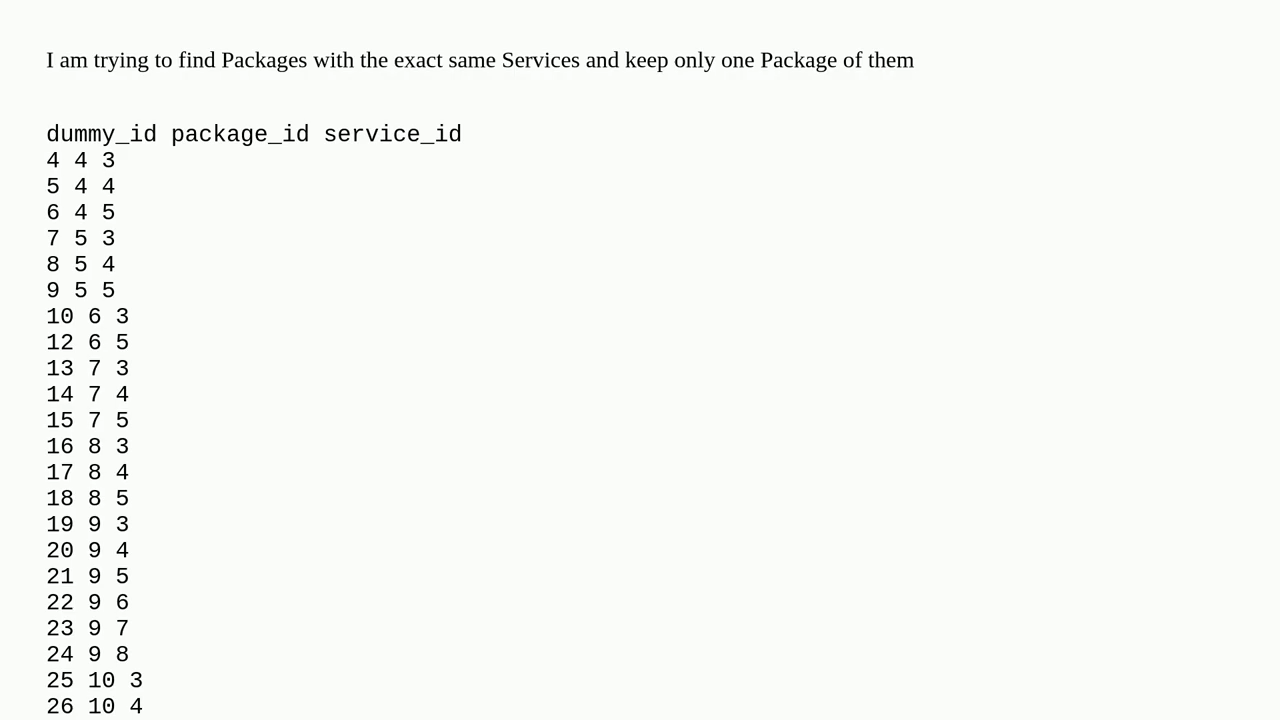 I am trying to find Packages with the exact same Services and keep only one Package of them
dummy_id package_id service_id
4 4 3
5 4 4
6 4 5
7 5 3
8 5 4
9 5 5
10 6 3
12 6 5
13 7 3
14 7 4
15 7 5
16 8 3
17 8 4
18 8 5
19 9 3
20 9 4
21 9 5
22 9 6
23 9 7
24 9 8
25 10 3
26 10 4